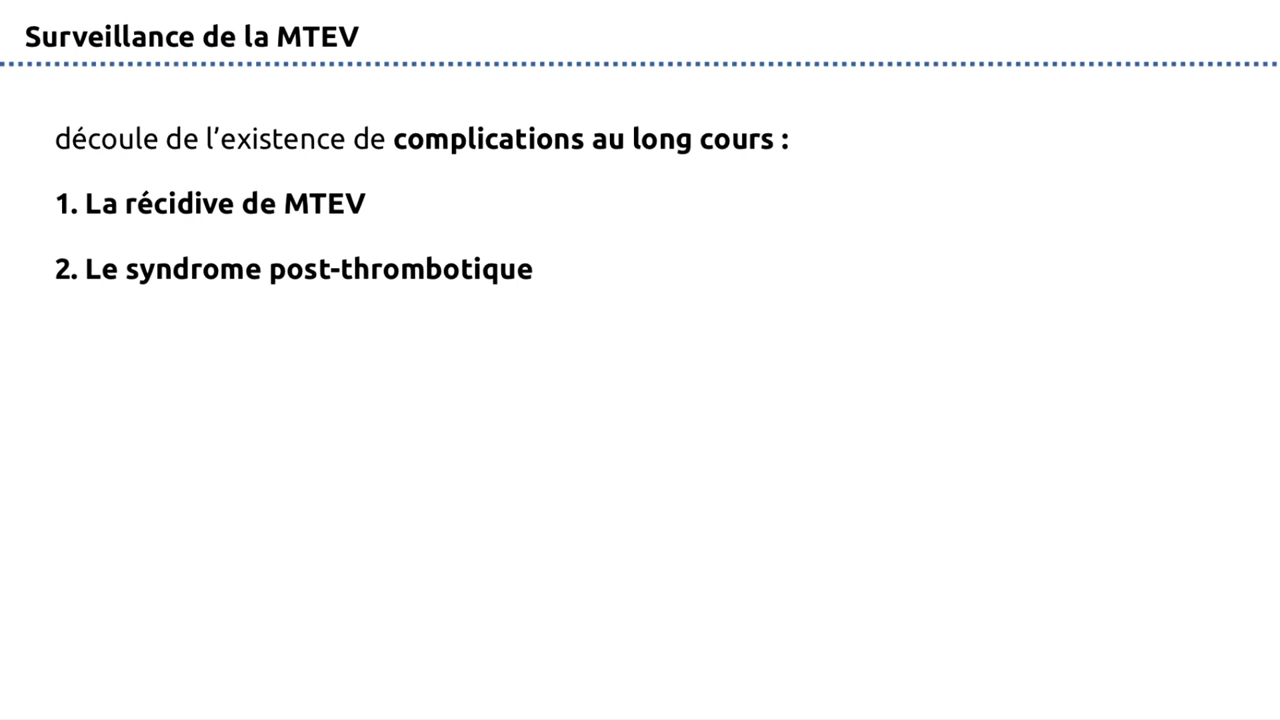 Surveillance de la MTEV
découle de l’existence de complications au long cours :
1. La récidive de MTEV
2. Le syndrome post-thrombotique